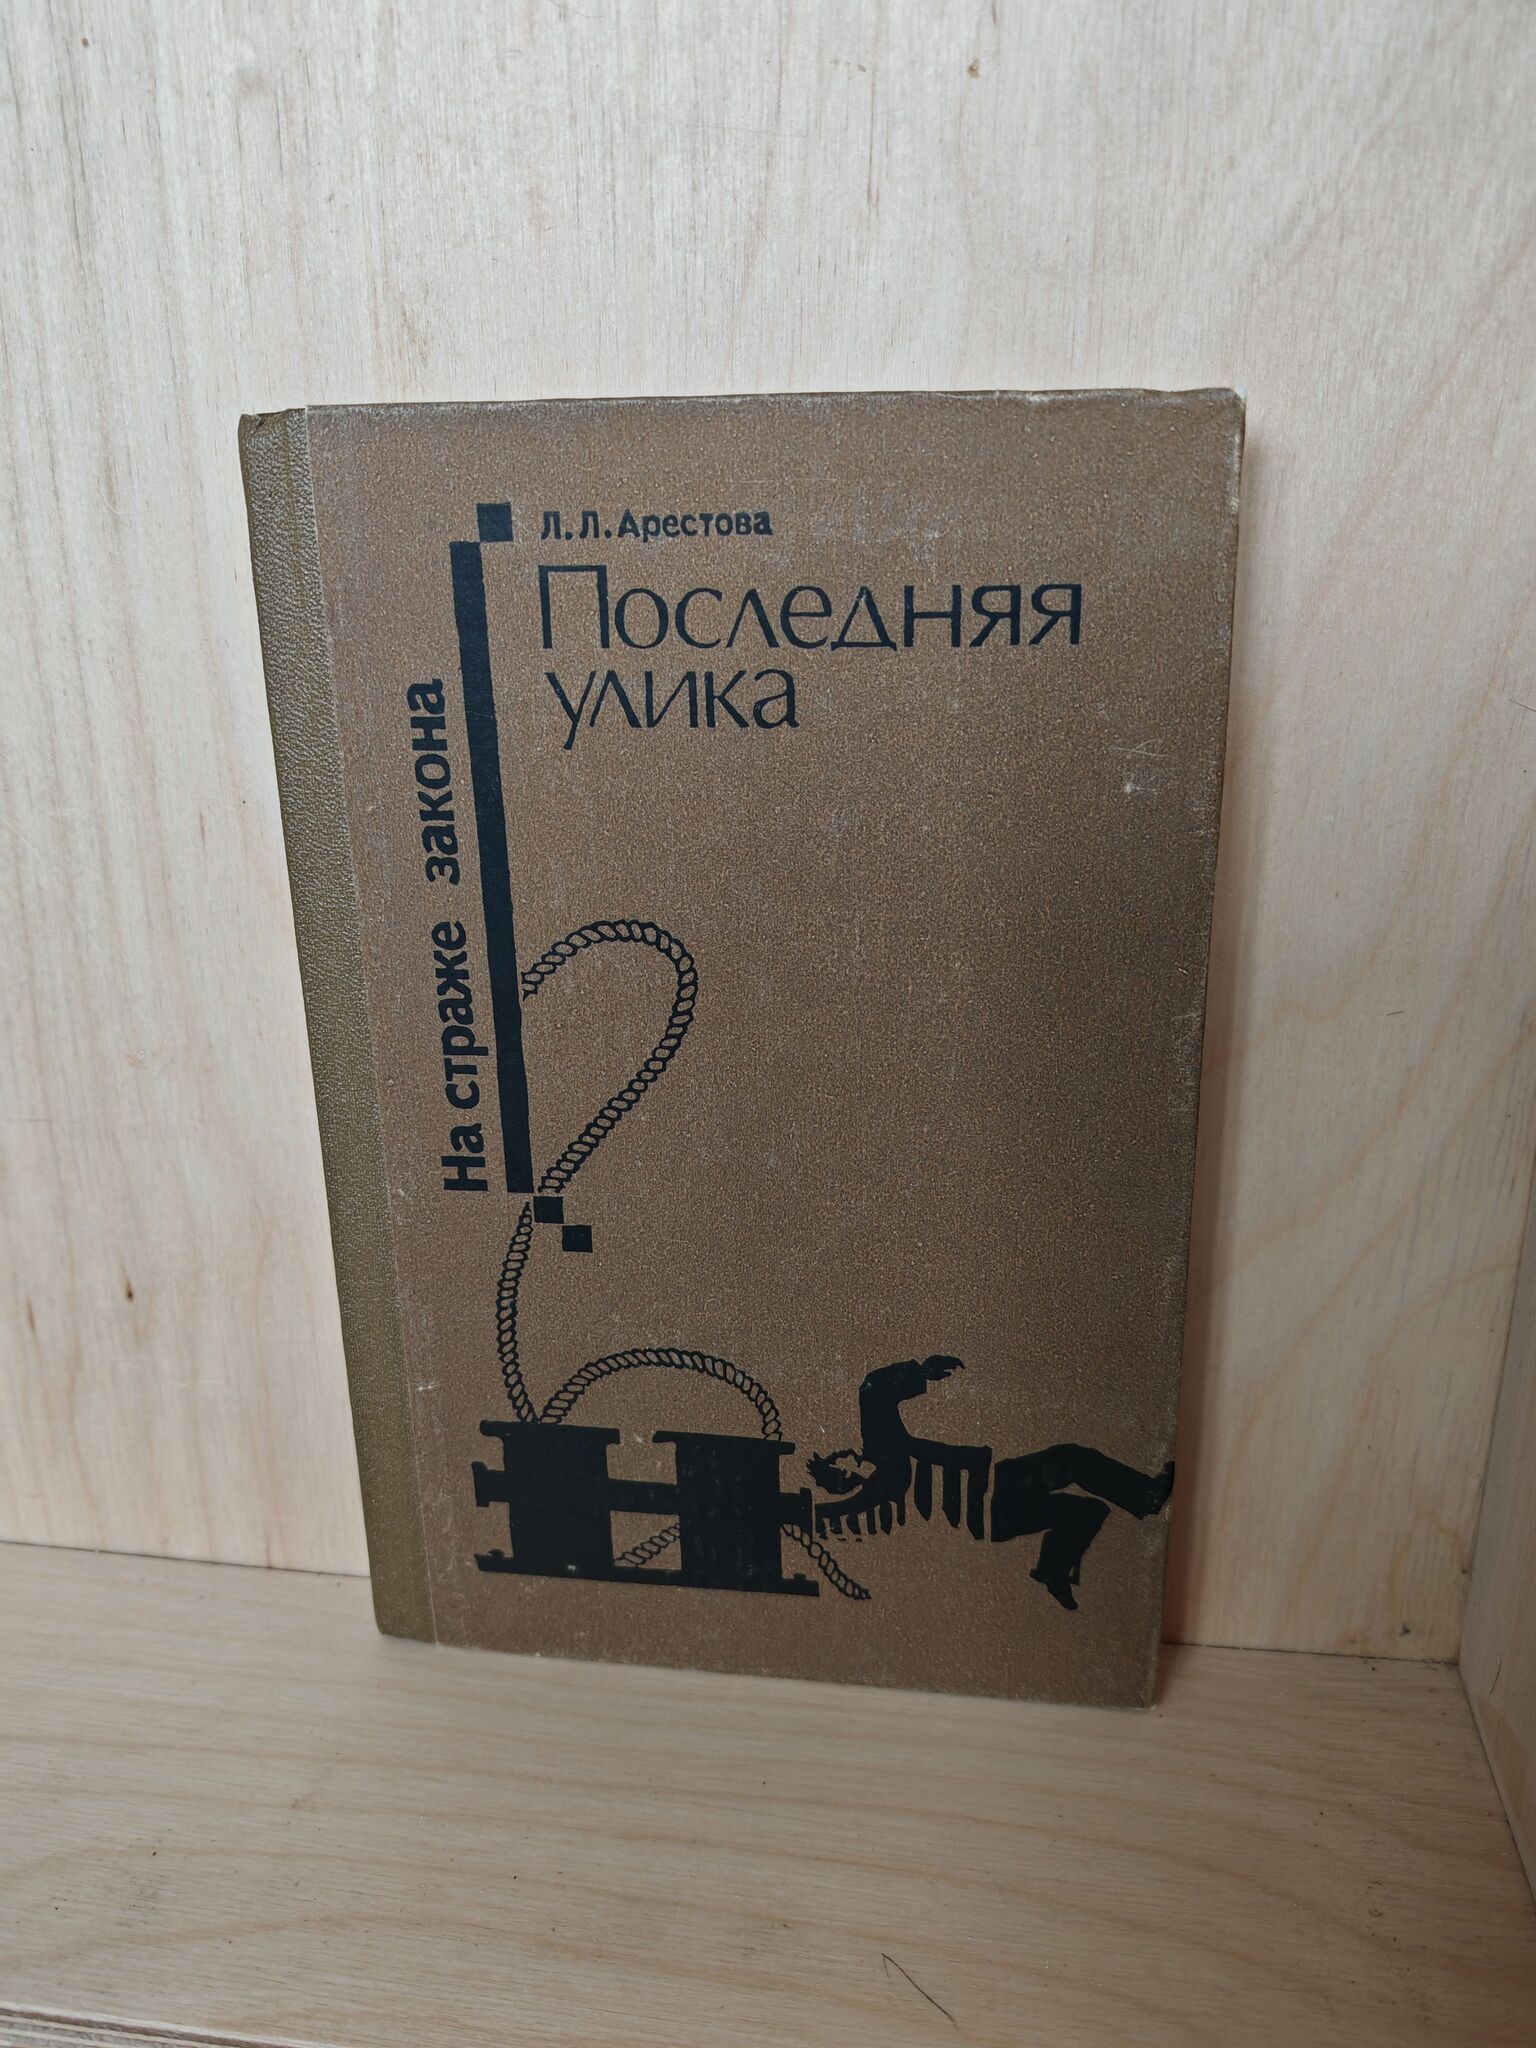 Л. Л. Арестова
Последняя
улика
На страже закона